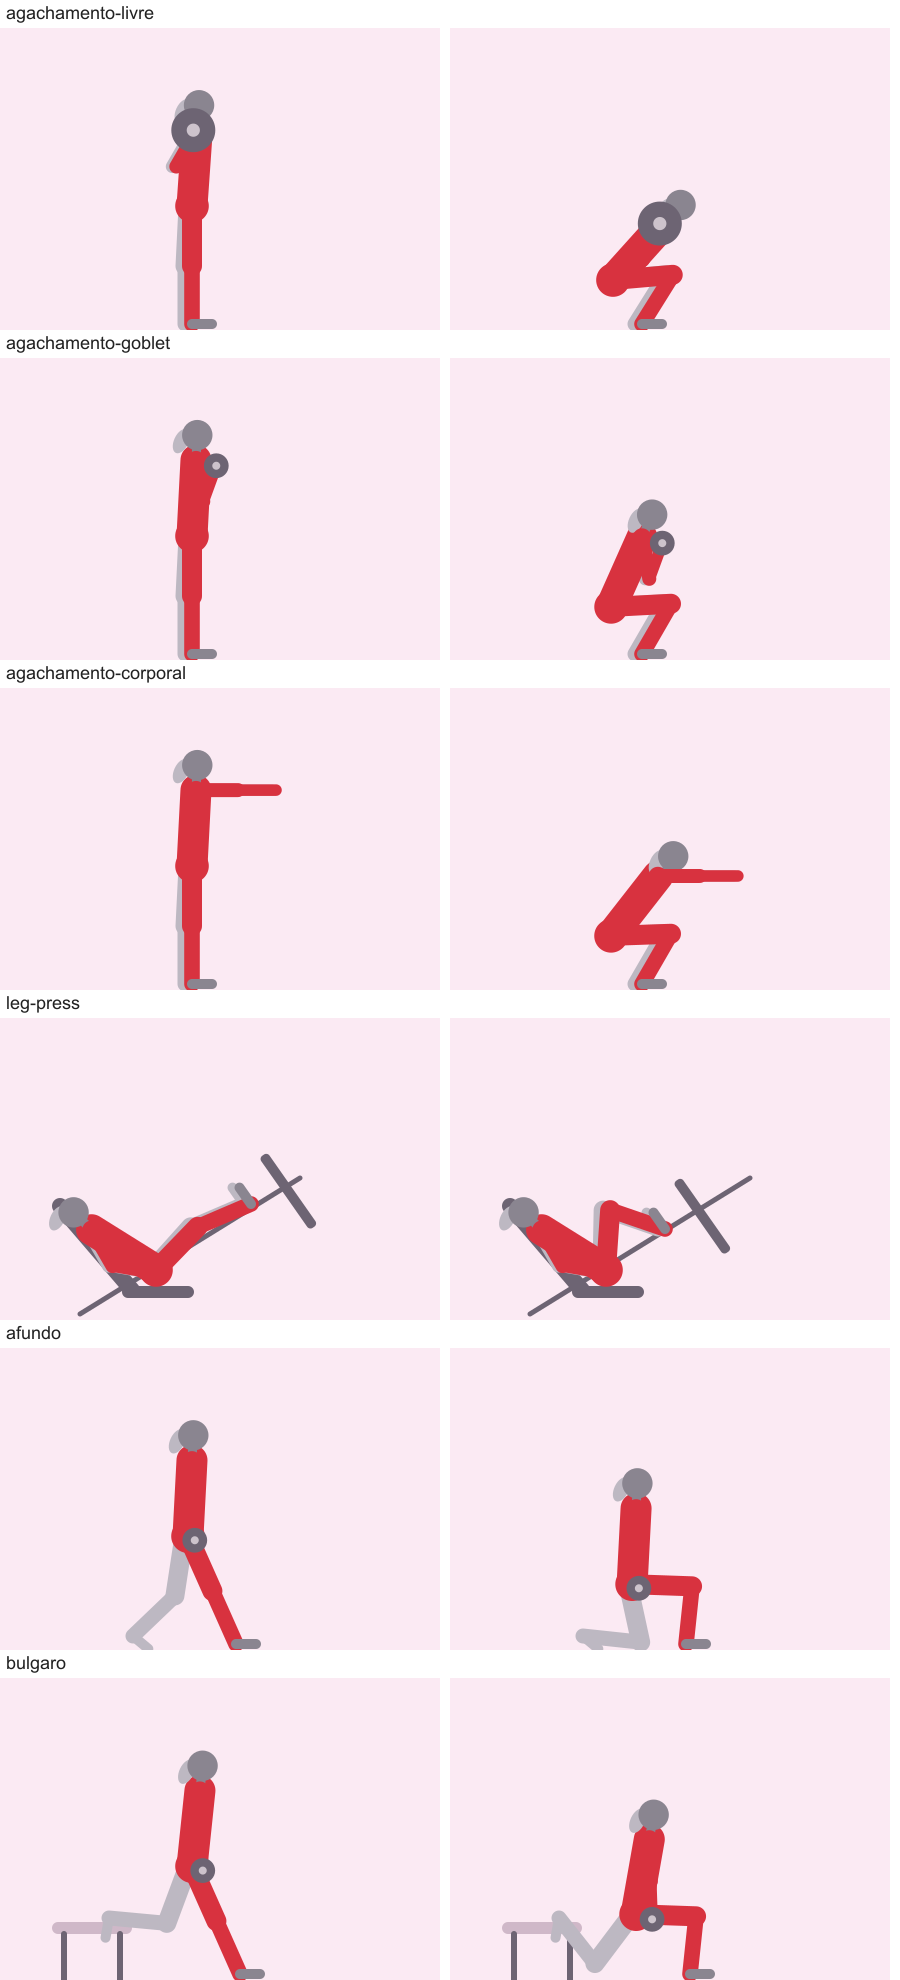 agachamento-livre
agachamento-goblet
agachamento-corporal
leg-press
afundo
bulgaro